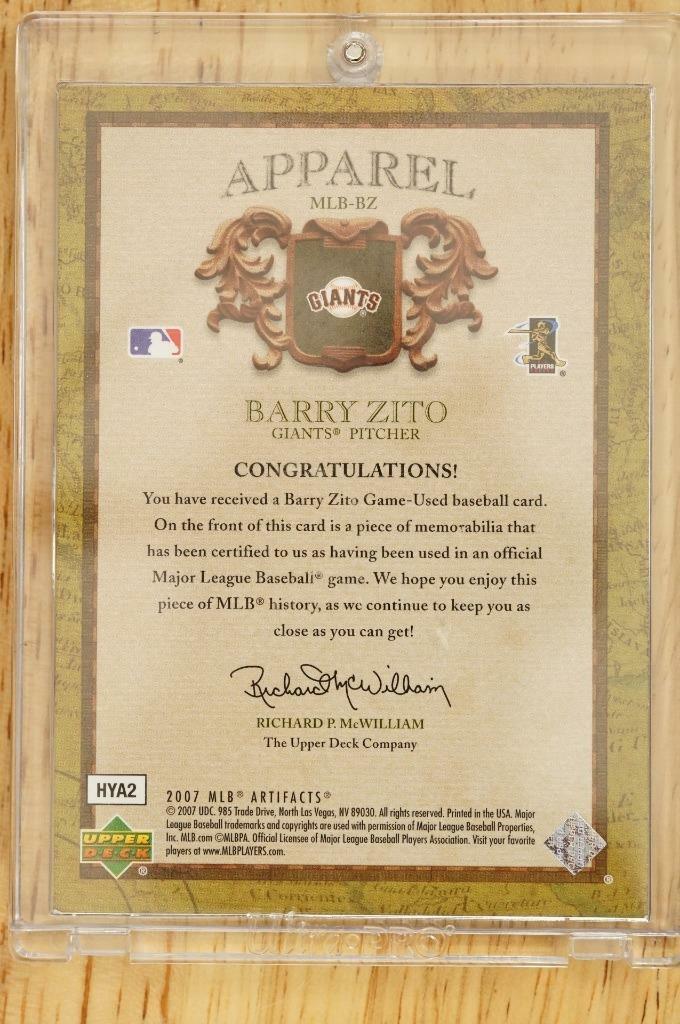 APPAREL
MLB-BZ
GIANTS®
PLAYERS
BARRY ZITO
GIANTS® PITCHER
CONGRATULATIONS!
You have received a Barry Zito Game-Used baseball card.
On the front of this card is a piece of memorabilia that
has been certified to us as having been used in an official
Major League Baseball® game. We hope you enjoy this
piece of MLB® history, as we continue to keep you as
close as you can get!
Richard McWilliam
RICHARD P. McWILLIAM
The Upper Deck Company
HYA2
2007 MLB® ARTIFACTS®
© 2007 UDC. 985 Trade Drive, North Las Vegas, NV 89030. All rights reserved. Printed in the USA. Major
League Baseball trademarks and copyrights are used with permission of Major League Baseball Properties,
Inc. MLB.com ©MLBPA. Official Licensee of Major League Baseball Players Association. Visit your favorite
players at www.MLBPLAYERS.com.
UPPER
DECK®
Ultra·PRO®